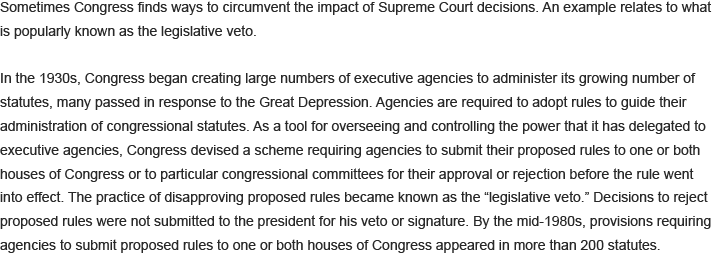 Sometimes Congress finds ways to circumvent the impact of Supreme Court decisions. An example relates to what
is popularly known as the legislative veto.
In the 1930s, Congress began creating large numbers of executive agencies to administer its growing number of
statutes, many passed in response to the Great Depression. Agencies are required to adopt rules to guide their
administration of congressional statutes. As a tool for overseeing and controlling the power that it has delegated to
executive agencies, Congress devised a scheme requiring agencies to submit their proposed rules to one or both
houses of Congress or to particular congressional committees for their approval or rejection before the rule went
into effect. The practice of disapproving proposed rules became known as the “legislative veto.” Decisions to reject
proposed rules were not submitted to the president for his veto or signature. By the mid-1980s, provisions requiring
agencies to submit proposed rules to one or both houses of Congress appeared in more than 200 statutes.